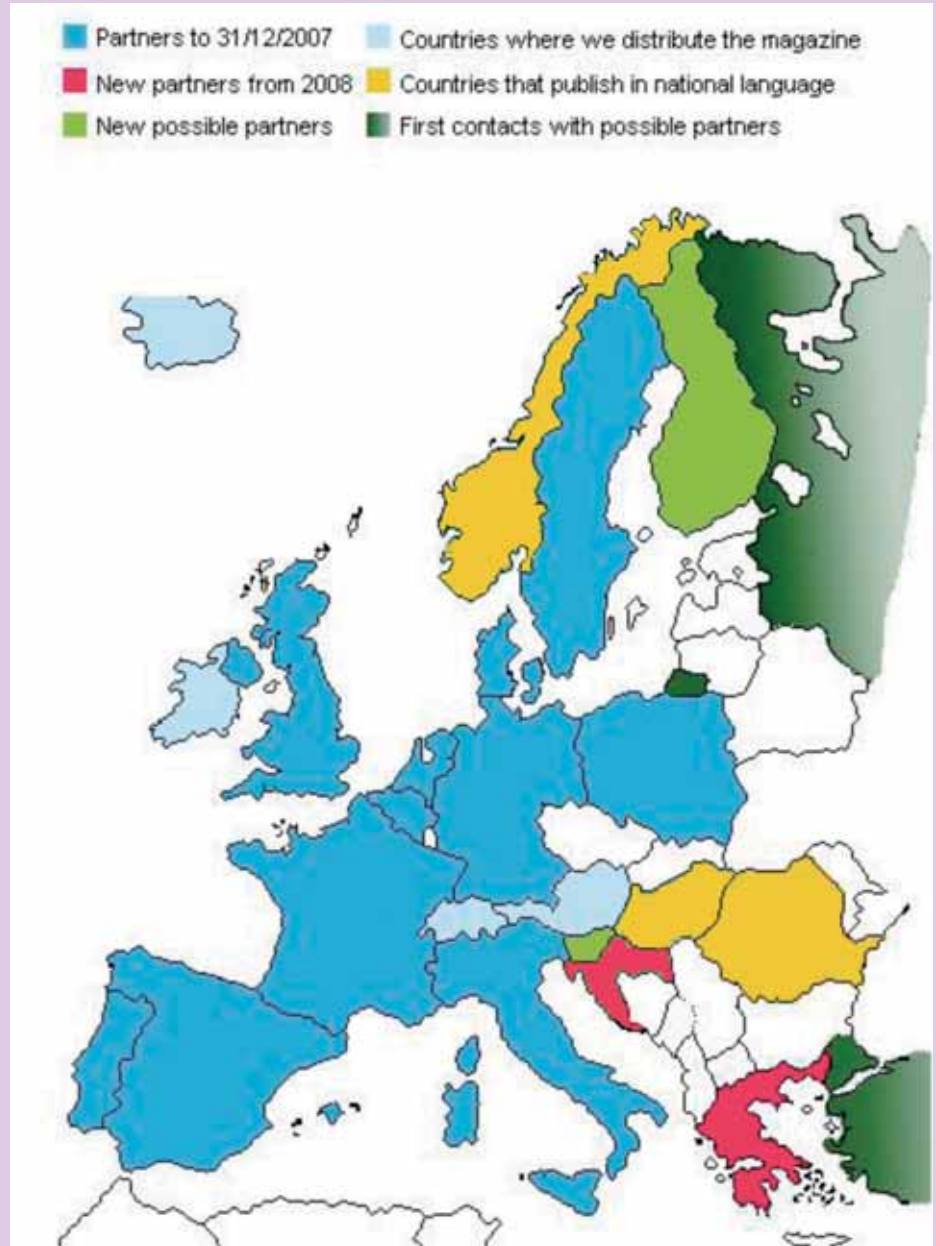 Partners to 31/12/2007
Countries where we distribute the magazine
New partners from 2008
Countries that publish in national language
New possible partners
First contacts with possible partners